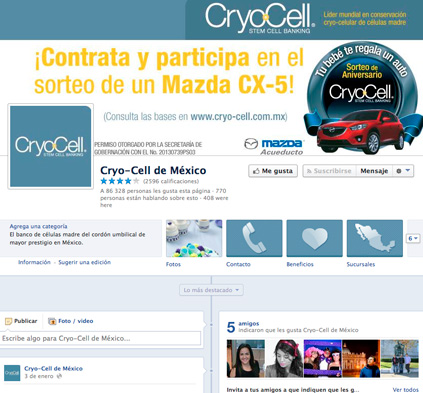 CryoCell®
STEM CELL BANKING
Líder mundial en conservación
cryo-celular de células madre
¡Contrata y participa en el
sorteo de un Mazda CX-5!
(Consulta las bases en www.cryo-cell.com.mx)
Tu bebé te regala un auto
Sorteo de
Aniversario
CryoCell
STEM CELL BANKING
CryoCell
STEM CELL BANKING
PERMISO OTORGADO POR LA SECRETARÍA DE
GOBERNACIÓN CON EL No. 20130739PS03
mazda
Acueducto
Cryo-Cell de México
(2596 calificaciones)
A 86 328 personas les gusta esta página · 770
personas están hablando sobre esto · 408 were
here
Me gusta
Suscribirse
Mensaje
Agrega una categoría
El banco de células madre del cordón umbilical de
mayor prestigio en México.
Información · Sugerir una edición
Fotos
Contacto
Beneficios
Sucursales
6
Lo más destacado
Publicar
Foto / video
Escribe algo para Cryo-Cell de México...
Cryo-Cell de México
3 de enero
5 amigos
indicaron que les gusta Cryo-Cell de México
Invita a tus amigos a que indiquen que les g...
Ver todos